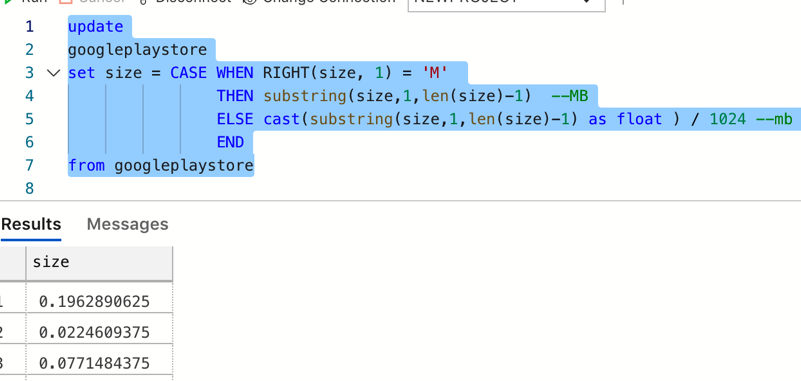 Run Cancel Disconnect Change Connection NEWPROJECT
1 update
2 googleplaystore
3 set size = CASE WHEN RIGHT(size, 1) = 'M'
4 THEN substring(size,1,len(size)-1) --MB
5 ELSE cast(substring(size,1,len(size)-1) as float ) / 1024 --mb
6 END
7 from googleplaystore
8
Results Messages
size
1 0.1962890625
2 0.0224609375
3 0.0771484375